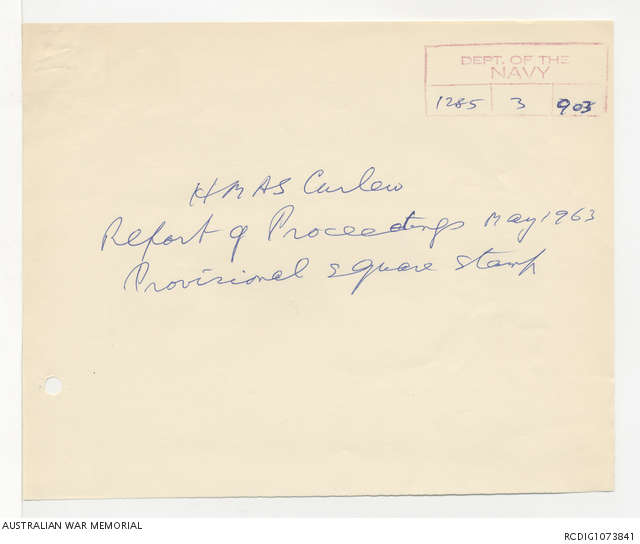 DEPT. OF THE
NAVY
1285 3 903
HMAS Curlew
Report of Proceedings May 1963
Provisional square stamp
AUSTRALIAN WAR MEMORIAL
RCDIG1073841